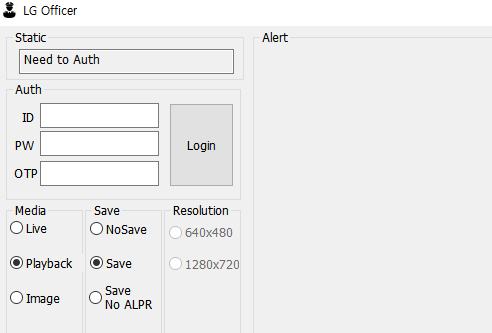 LG Officer
Static
Need to Auth
Alert
Auth
ID
PW
OTP
Login
Media
Live
Playback
Image
Save
NoSave
Save
Save
No ALPR
Resolution
640x480
1280x720